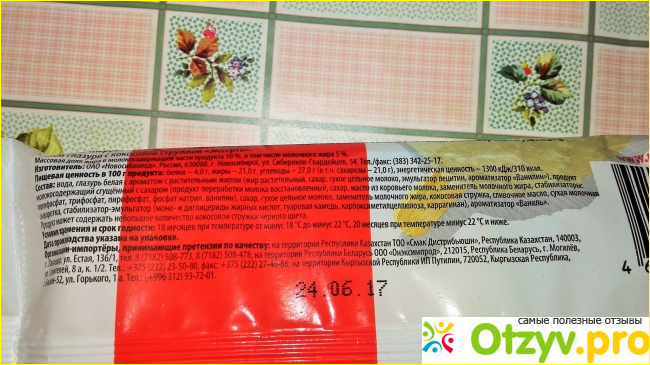 глазури с кокосовой стружкой «Экзотик»
Массовая доля жира в молокосодержащей части продукта 10 %, в том числе молочного жира 5 %.
Изготовитель: ОАО «Новосибхолод». Россия, 630088, г. Новосибирск, ул. Сибиряков-Гвардейцев, 54. Тел./факс: (383) 342-25-17.
Пищевая ценность в 100 г продукта: белки – 4,0 г, жиры – 21,0 г, углеводы – 27,0 г (в т.ч. сахарозы – 21,0 г), энергетическая ценность – 1300 кДж/310 ккал.
Состав: вода, глазурь белая с ароматом с растительным жиром (жир растительный, сахар, сухое цельное молоко, эмульгатор лецитин, ароматизатор «Ванилин»), продукт
молокосодержащий сгущённый с сахаром (продукт переработки молока восстановленный, сахар, масло из коровьего молока, заменитель молочного жира, стабилизаторы:
трифосфат, пирофосфат, фосфат натрия, ванилин), сахар, сухое цельное молоко, заменитель молочного жира, кокосовая стружка, сливочное масло, сухая молочная
сыворотка, стабилизатор-эмульгатор (моно- и диглицериды жирных кислот, гуаровая камедь, карбоксиметилцеллюлоза, каррагинан), ароматизатор «Ваниль».
Продукт может содержать небольшое количество кокосовой стружки черного цвета.
Условия хранения и срок годности: 18 месяцев при температуре от минус 18 °С до минус 22 °С, 20 месяцев при температуре минус 22 °С и ниже.
Дата производства указана на упаковке.
Организации-импортёры, принимающие претензии по качеству: на территории Республики Казахстан ТОО «Смак Дистрибьюшн», Республика Казахстан, 140003,
ул. Естая, 136/1, тел. 8 (7182) 508-773, 8 (7182) 508-478; на территории Республики Беларусь ООО «Онэксимпрод», 212015, Республика Беларусь, г. Могилёв,
8 а, к. 1/2. Тел.: +375 (222) 23-50-80, факс: +375 (222) 27-46-86; на территории Кыргызской Республики ИП Путилин, 720052, Кыргызская Республика,
ул. Горького, 1 а. Тел.: (+996 312) 93-72-01.
24.06.17
самые полезные отзывы
Otzyv.pro